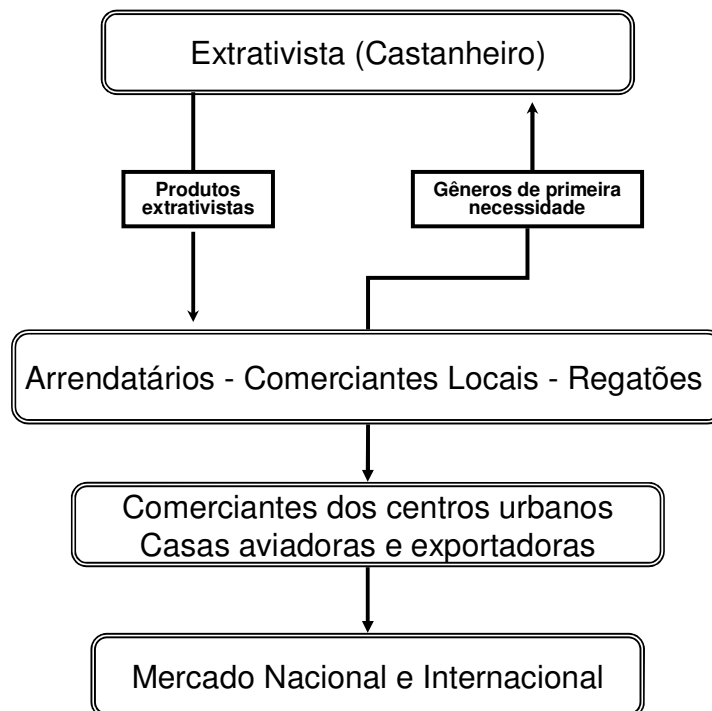 Extrativista (Castanheiro)
Produtos
extrativistas
Gêneros de primeira
necessidade
Arrendatários - Comerciantes Locais - Regatões
Comerciantes dos centros urbanos
Casas aviadoras e exportadoras
Mercado Nacional e Internacional